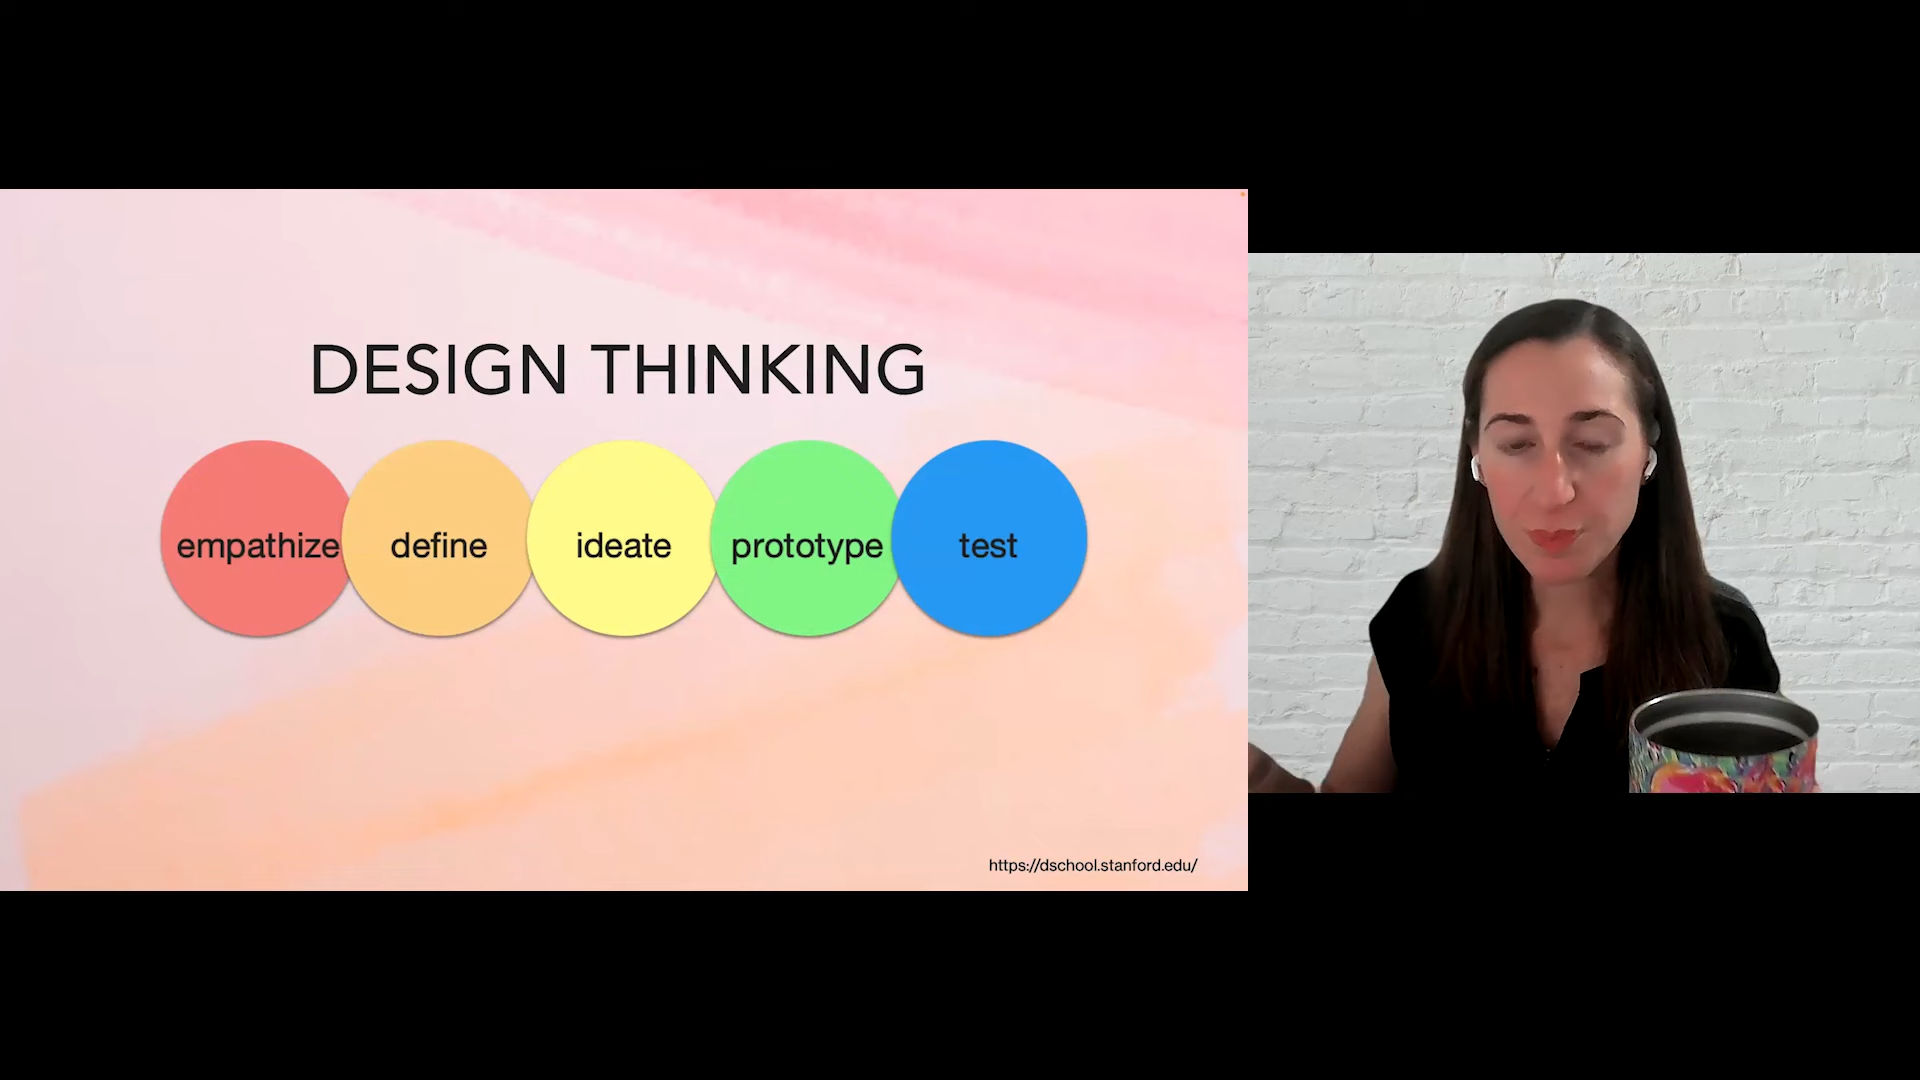 DESIGN THINKING
empathize define ideate prototype test
https://dschool.stanford.edu/